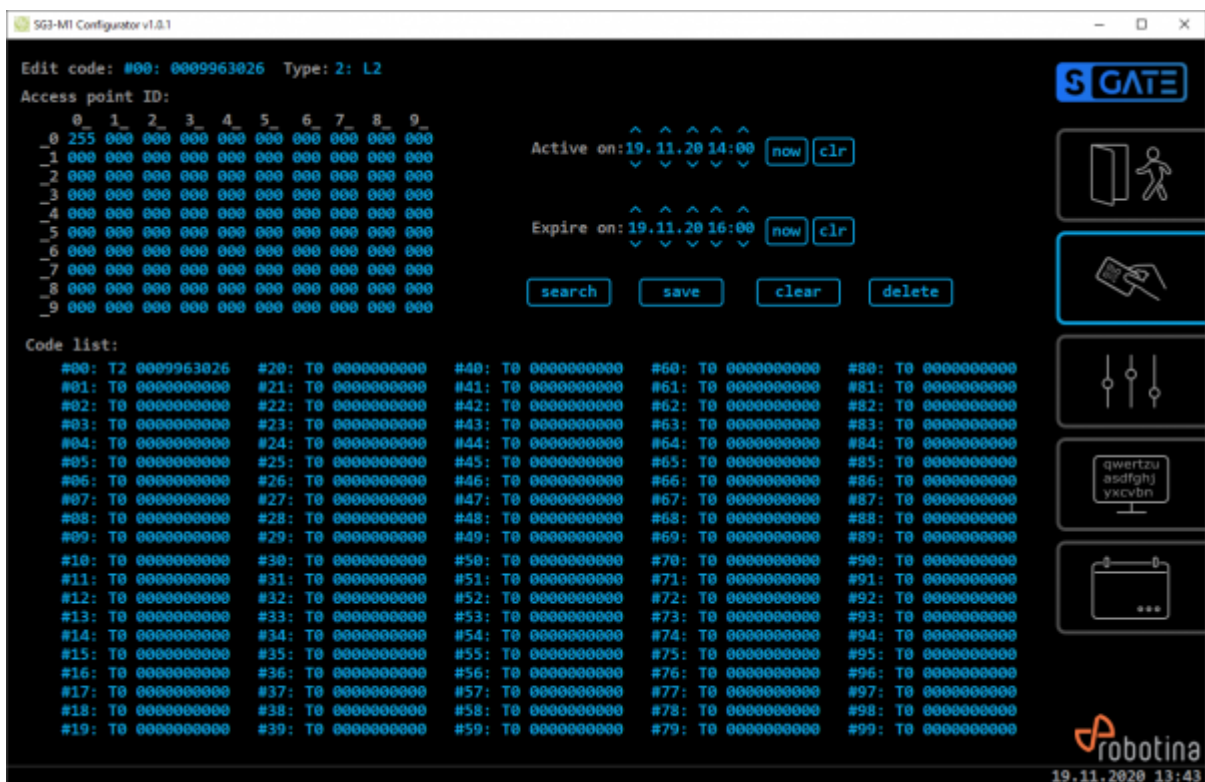 SG3-M1 Configurator v1.0.1
Edit code: #00: 0009963026 Type: 2: L2
S GATE
Access point ID:
0_ 1_ 2_ 3_ 4_ 5_ 6_ 7_ 8_ 9_
_0 255 000 000 000 000 000 000 000 000 000
_1 000 000 000 000 000 000 000 000 000 000
_2 000 000 000 000 000 000 000 000 000 000
_3 000 000 000 000 000 000 000 000 000 000
_4 000 000 000 000 000 000 000 000 000 000
_5 000 000 000 000 000 000 000 000 000 000
_6 000 000 000 000 000 000 000 000 000 000
_7 000 000 000 000 000 000 000 000 000 000
_8 000 000 000 000 000 000 000 000 000 000
_9 000 000 000 000 000 000 000 000 000 000
Active on: 19.11.20 14:00 now clr
Expire on: 19.11.20 16:00 now clr
search save clear delete
Code list:
#00: T2 0009963026 #20: T0 0000000000 #40: T0 0000000000 #60: T0 0000000000 #80: T0 0000000000
#01: T0 0000000000 #21: T0 0000000000 #41: T0 0000000000 #61: T0 0000000000 #81: T0 0000000000
#02: T0 0000000000 #22: T0 0000000000 #42: T0 0000000000 #62: T0 0000000000 #82: T0 0000000000
#03: T0 0000000000 #23: T0 0000000000 #43: T0 0000000000 #63: T0 0000000000 #83: T0 0000000000
#04: T0 0000000000 #24: T0 0000000000 #44: T0 0000000000 #64: T0 0000000000 #84: T0 0000000000
#05: T0 0000000000 #25: T0 0000000000 #45: T0 0000000000 #65: T0 0000000000 #85: T0 0000000000
#06: T0 0000000000 #26: T0 0000000000 #46: T0 0000000000 #66: T0 0000000000 #86: T0 0000000000
#07: T0 0000000000 #27: T0 0000000000 #47: T0 0000000000 #67: T0 0000000000 #87: T0 0000000000
#08: T0 0000000000 #28: T0 0000000000 #48: T0 0000000000 #68: T0 0000000000 #88: T0 0000000000
#09: T0 0000000000 #29: T0 0000000000 #49: T0 0000000000 #69: T0 0000000000 #89: T0 0000000000
#10: T0 0000000000 #30: T0 0000000000 #50: T0 0000000000 #70: T0 0000000000 #90: T0 0000000000
#11: T0 0000000000 #31: T0 0000000000 #51: T0 0000000000 #71: T0 0000000000 #91: T0 0000000000
#12: T0 0000000000 #32: T0 0000000000 #52: T0 0000000000 #72: T0 0000000000 #92: T0 0000000000
#13: T0 0000000000 #33: T0 0000000000 #53: T0 0000000000 #73: T0 0000000000 #93: T0 0000000000
#14: T0 0000000000 #34: T0 0000000000 #54: T0 0000000000 #74: T0 0000000000 #94: T0 0000000000
#15: T0 0000000000 #35: T0 0000000000 #55: T0 0000000000 #75: T0 0000000000 #95: T0 0000000000
#16: T0 0000000000 #36: T0 0000000000 #56: T0 0000000000 #76: T0 0000000000 #96: T0 0000000000
#17: T0 0000000000 #37: T0 0000000000 #57: T0 0000000000 #77: T0 0000000000 #97: T0 0000000000
#18: T0 0000000000 #38: T0 0000000000 #58: T0 0000000000 #78: T0 0000000000 #98: T0 0000000000
#19: T0 0000000000 #39: T0 0000000000 #59: T0 0000000000 #79: T0 0000000000 #99: T0 0000000000
qwertzu
asdfghj
yxcvbn
robotina
19.11.2020 13:43